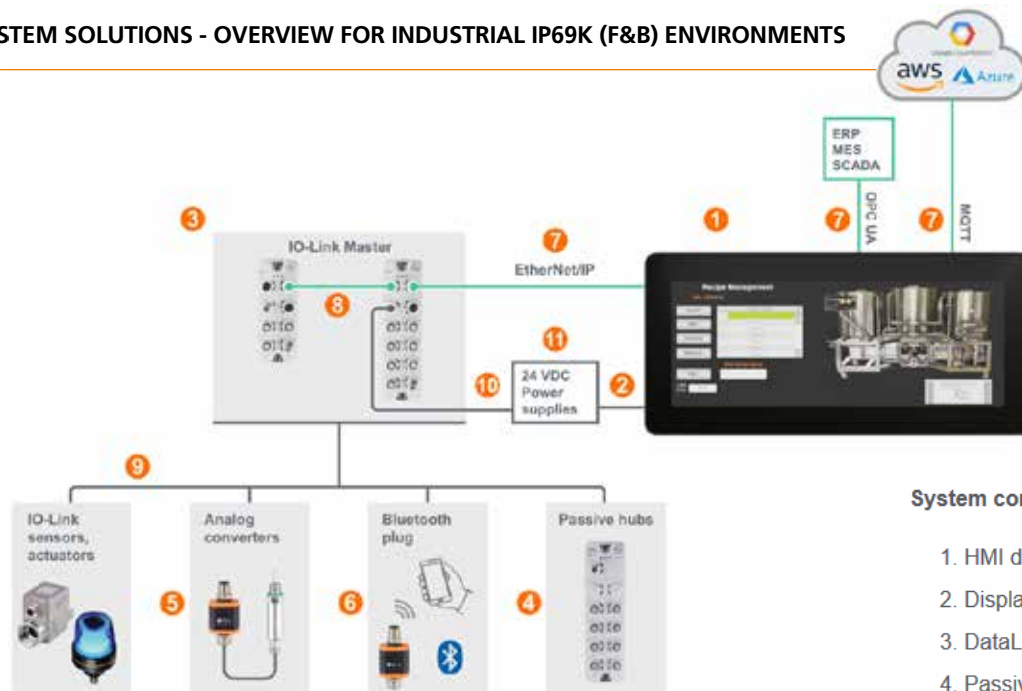 STEM SOLUTIONS - OVERVIEW FOR INDUSTRIAL IP69K (F&B) ENVIRONMENTS
aws Azure
ERP
MES
SCADA
3
1
7
7
OPC UA
MQTT
IO-Link Master
7
EtherNet/IP
8
11
10
24 VDC
Power
supplies
2
Recipe Management
9
IO-Link
sensors,
actuators
Analog
converters
Bluetooth
plug
Passive hubs
5
6
4
System con
1. HMI d
2. Displa
3. DataL
4. Passiv